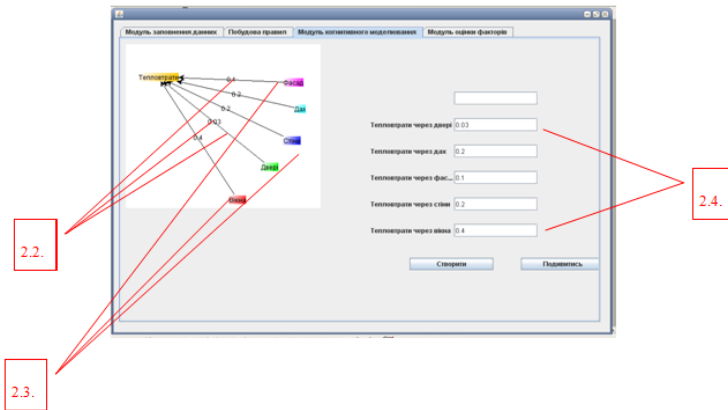 Модуль заповнення данних
Побудова правил
Модуль когнитивного моделювання
Модуль оцінки факторів
Тепловтрати
0.1
Фасад
0.2
Дах
0.2
Стіна
0.03
Двері
0.4
Вікна
Тепловтрати через двері 0.03
Тепловтрати через дах 0.2
Тепловтрати через фас... 0.1
Тепловтрати через стіни 0.2
Тепловтрати через вікна 0.4
Створити
Подивитись
2.2.
2.3.
2.4.